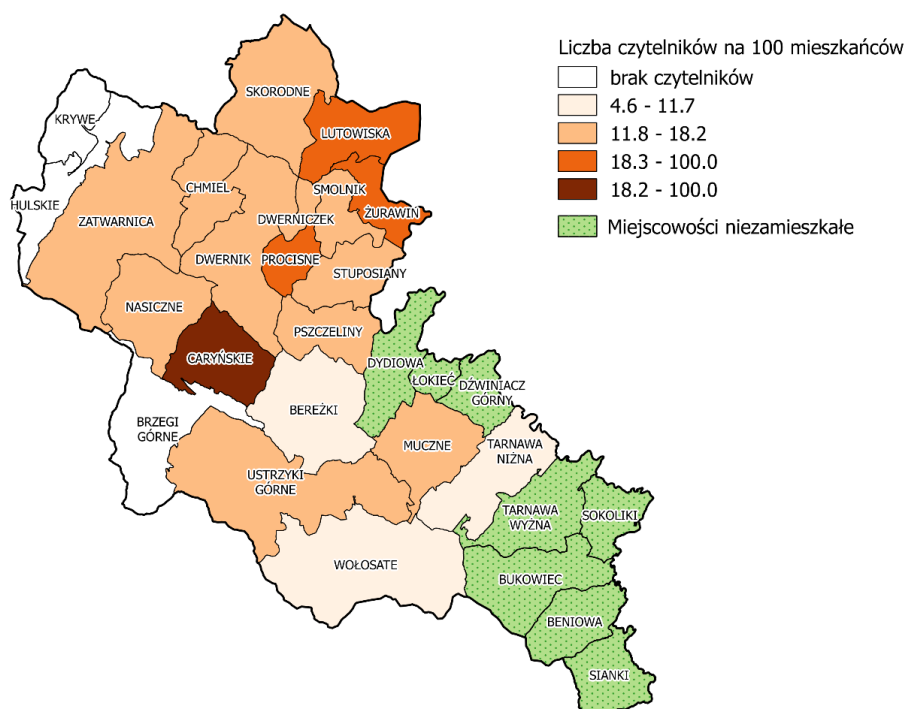 Liczba czytelników na 100 mieszkańców
brak czytelników
4.6 - 11.7
11.8 - 18.2
18.3 - 100.0
18.2 - 100.0
Miejscowości niezamieszkałe
SKORODNE
KRYWE
LUTOWISKA
CHMIEL
SMOLNIK
HULSKIE
ZATWARNICA
DWERNICZEK
ŻURAWIN
DWERNIK
PROCISNE
STUPOSIANY
NASICZNE
PSZCZELINY
CARYŃSKIE
DYDIOWA
ŁOKIEĆ
DŹWINIACZ
GÓRNY
BEREŻKI
BRZEGI
GÓRNE
MUCZNE
TARNAWA
NIŻNA
USTRZYKI
GÓRNE
TARNAWA
WYŻNA
SOKOLIKI
WOŁOSATE
BUKOWIEC
BENIOWA
SIANKI